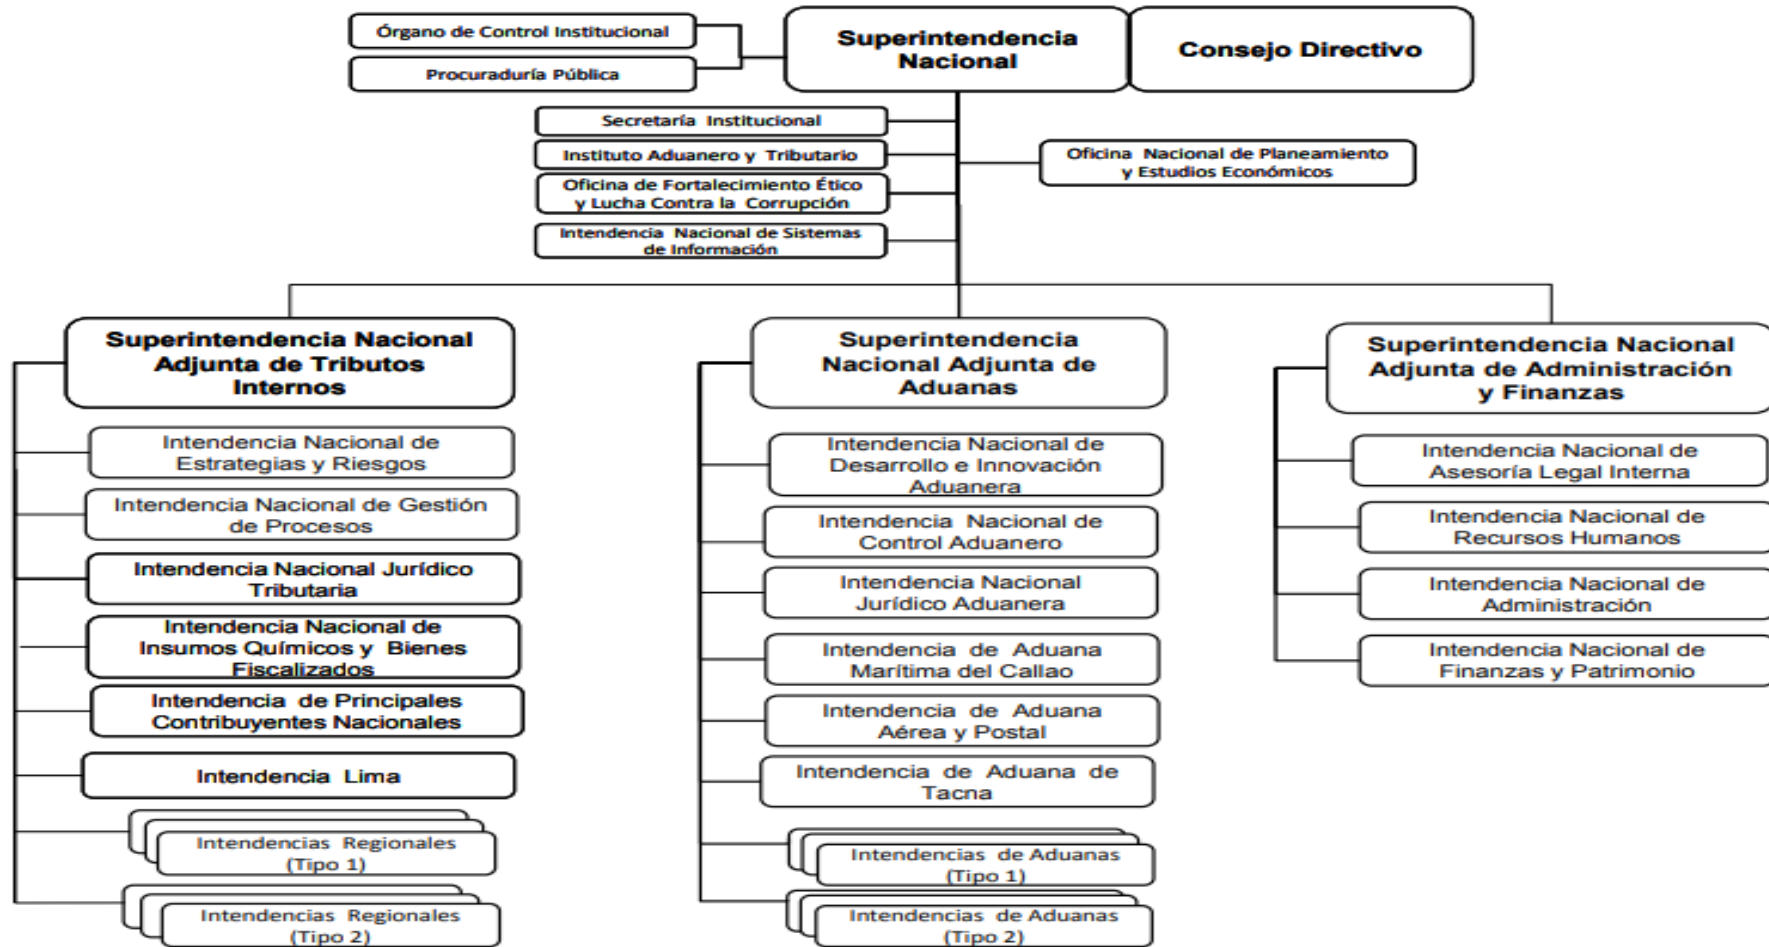 Órgano de Control Institucional
Procuraduría Pública
Superintendencia
Nacional
Consejo Directivo
Secretaría Institucional
Instituto Aduanero y Tributario
Oficina de Fortalecimiento Ético
y Lucha Contra la Corrupción
Intendencia Nacional de Sistemas
de Información
Oficina Nacional de Planeamiento
y Estudios Económicos
Superintendencia Nacional
Adjunta de Tributos
Internos
Intendencia Nacional de
Estrategias y Riesgos
Intendencia Nacional de Gestión
de Procesos
Intendencia Nacional Jurídico
Tributaria
Intendencia Nacional de
Insumos Químicos y Bienes
Fiscalizados
Intendencia de Principales
Contribuyentes Nacionales
Intendencia Lima
Intendencias Regionales
(Tipo 1)
Intendencias Regionales
(Tipo 2)
Superintendencia
Nacional Adjunta de
Aduanas
Intendencia Nacional de
Desarrollo e Innovación
Aduanera
Intendencia Nacional de
Control Aduanero
Intendencia Nacional
Jurídico Aduanera
Intendencia de Aduana
Marítima del Callao
Intendencia de Aduana
Aérea y Postal
Intendencia de Aduana de
Tacna
Intendencias de Aduanas
(Tipo 1)
Intendencias de Aduanas
(Tipo 2)
Superintendencia Nacional
Adjunta de Administración
y Finanzas
Intendencia Nacional de
Asesoría Legal Interna
Intendencia Nacional de
Recursos Humanos
Intendencia Nacional de
Administración
Intendencia Nacional de
Finanzas y Patrimonio